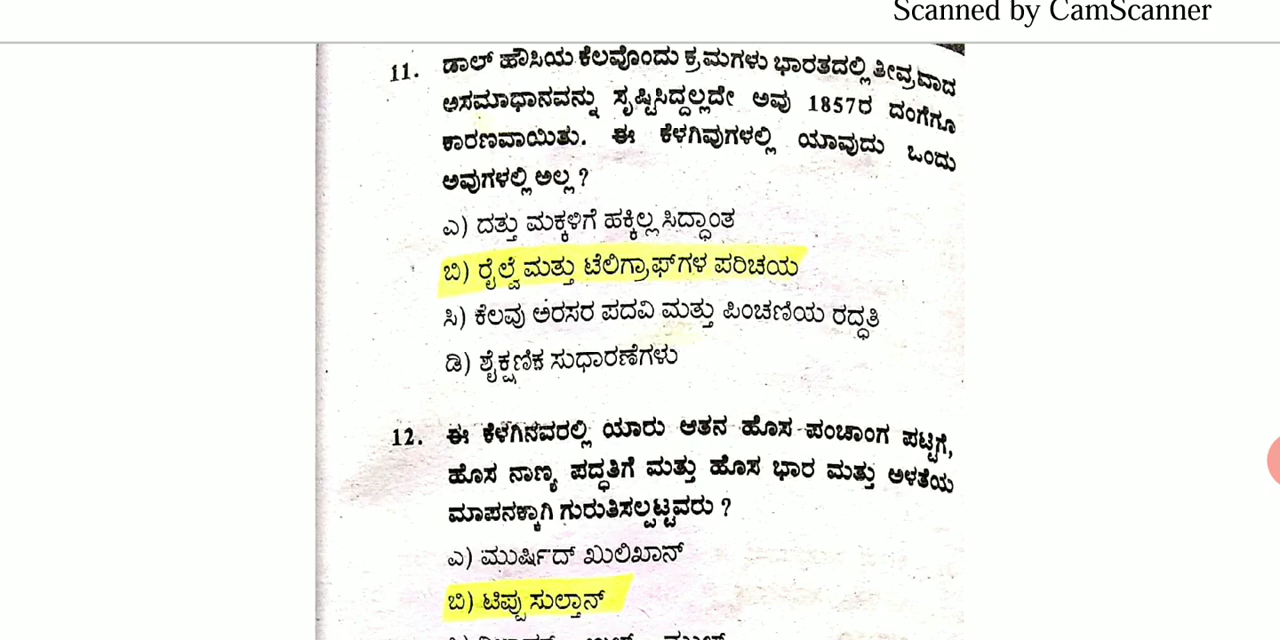 Scanned by CamScanner
11. ಡಾಲ್ ಹೌಸಿಯ ಕೆಲವೊಂದು ಕ್ರಮಗಳು ಭಾರತದಲ್ಲಿ ತೀವ್ರವಾದ
ಅಸಮಾಧಾನವನ್ನು ಸೃಷ್ಟಿಸಿದ್ದಲ್ಲದೇ ಅವು 1857ರ ದಂಗೆಗೂ
ಕಾರಣವಾಯಿತು. ಈ ಕೆಳಗಿವುಗಳಲ್ಲಿ ಯಾವುದು ಒಂದು
ಅವುಗಳಲ್ಲಿ ಅಲ್ಲ ?
ಎ) ದತ್ತು ಮಕ್ಕಳಿಗೆ ಹಕ್ಕಿಲ್ಲ ಸಿದ್ಧಾಂತ
ಬಿ) ರೈಲ್ವೆ ಮತ್ತು ಟೆಲಿಗ್ರಾಫ್‌ಗಳ ಪರಿಚಯ
ಸಿ) ಕೆಲವು ಅರಸರ ಪದವಿ ಮತ್ತು ಪಿಂಚಣಿಯ ರದ್ಧತಿ
ಡಿ) ಶೈಕ್ಷಣಿಕ ಸುಧಾರಣೆಗಳು
12. ಈ ಕೆಳಗಿನವರಲ್ಲಿ ಯಾರು ಆತನ ಹೊಸ ಪಂಚಾಂಗ ಪಟ್ಟಿಗೆ,
ಹೊಸ ನಾಣ್ಯ ಪದ್ಧತಿಗೆ ಮತ್ತು ಹೊಸ ಭಾರ ಮತ್ತು ಅಳತೆಯ
ಮಾಪನಕ್ಕಾಗಿ ಗುರುತಿಸಲ್ಪಟ್ಟವರು ?
ಎ) ಮುರ್ಷಿದ್ ಖುಲಿಖಾನ್
ಬಿ) ಟಿಪ್ಪು ಸುಲ್ತಾನ್